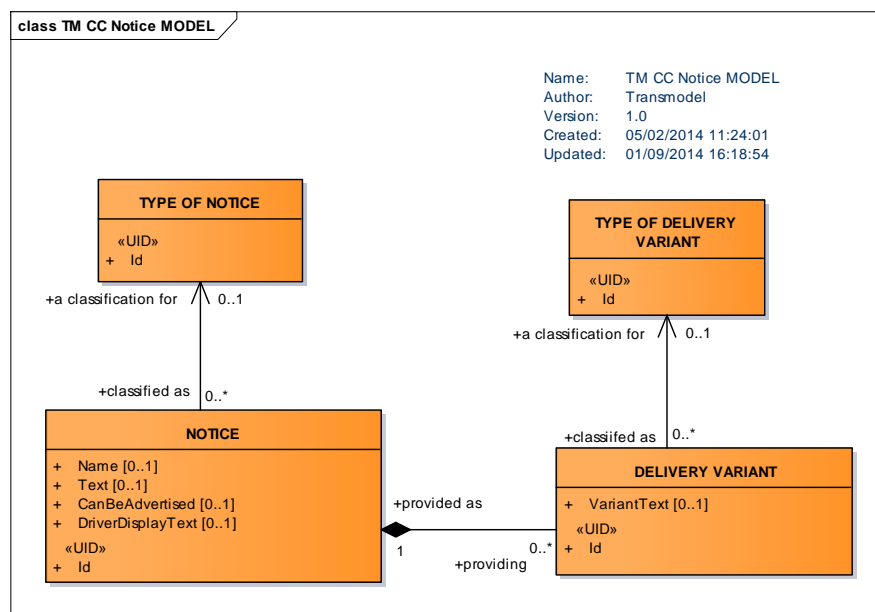 class TM CC Notice MODEL
Name: TM CC Notice MODEL
Author: Transmodel
Version: 1.0
Created: 05/02/2014 11:24:01
Updated: 01/09/2014 16:18:54
TYPE OF NOTICE
«UID»
+ Id
TYPE OF DELIVERY
VARIANT
«UID»
+ Id
+a classification for 0..1
+a classification for 0..1
+classified as 0..*
+classiifed as 0..*
NOTICE
+ Name [0..1]
+ Text [0..1]
+ CanBeAdvertised [0..1]
+ DriverDisplayText [0..1]
«UID»
+ Id
+provided as
1
0..*
+providing
DELIVERY VARIANT
+ VariantText [0..1]
«UID»
+ Id